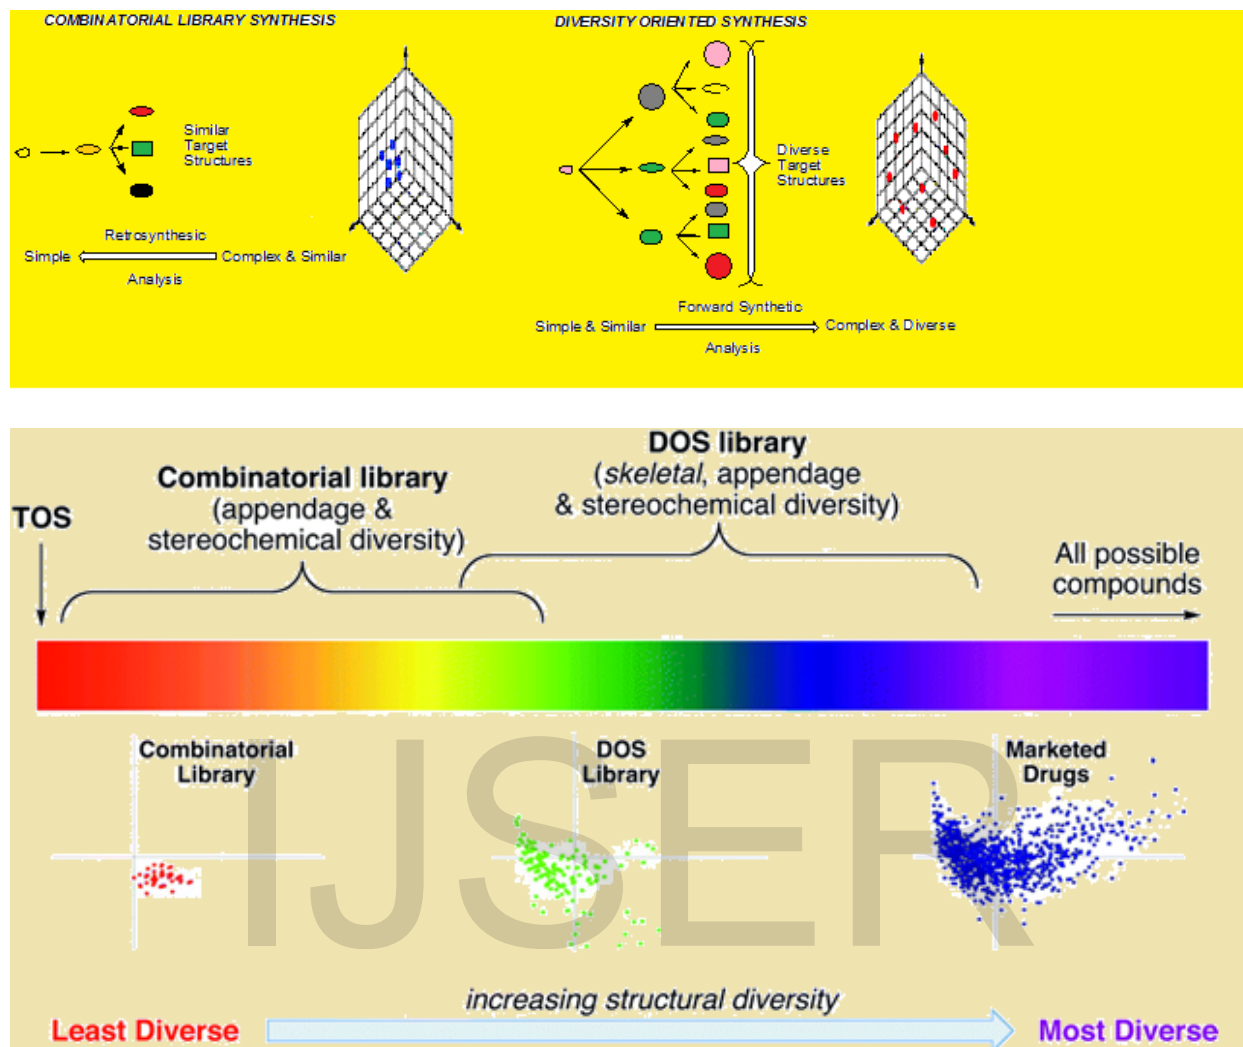 COMBINATORIAL LIBRARY SYNTHESIS
Similar
Target
Structures
Retrosynthesic
Simple
Complex & Similar
Analysis
DIVERSITY ORIENTED SYNTHESIS
Diverse
Target
Structures
Forward Synthetic
Simple & Similar
Complex & Diverse
Analysis
DOS library
(skeletal, appendage
& stereochemical diversity)
Combinatorial library
(appendage &
stereochemical diversity)
TOS
All possible
compounds
Combinatorial
Library
DOS
Library
Marketed
Drugs
IJSER
increasing structural diversity
Least Diverse
Most Diverse